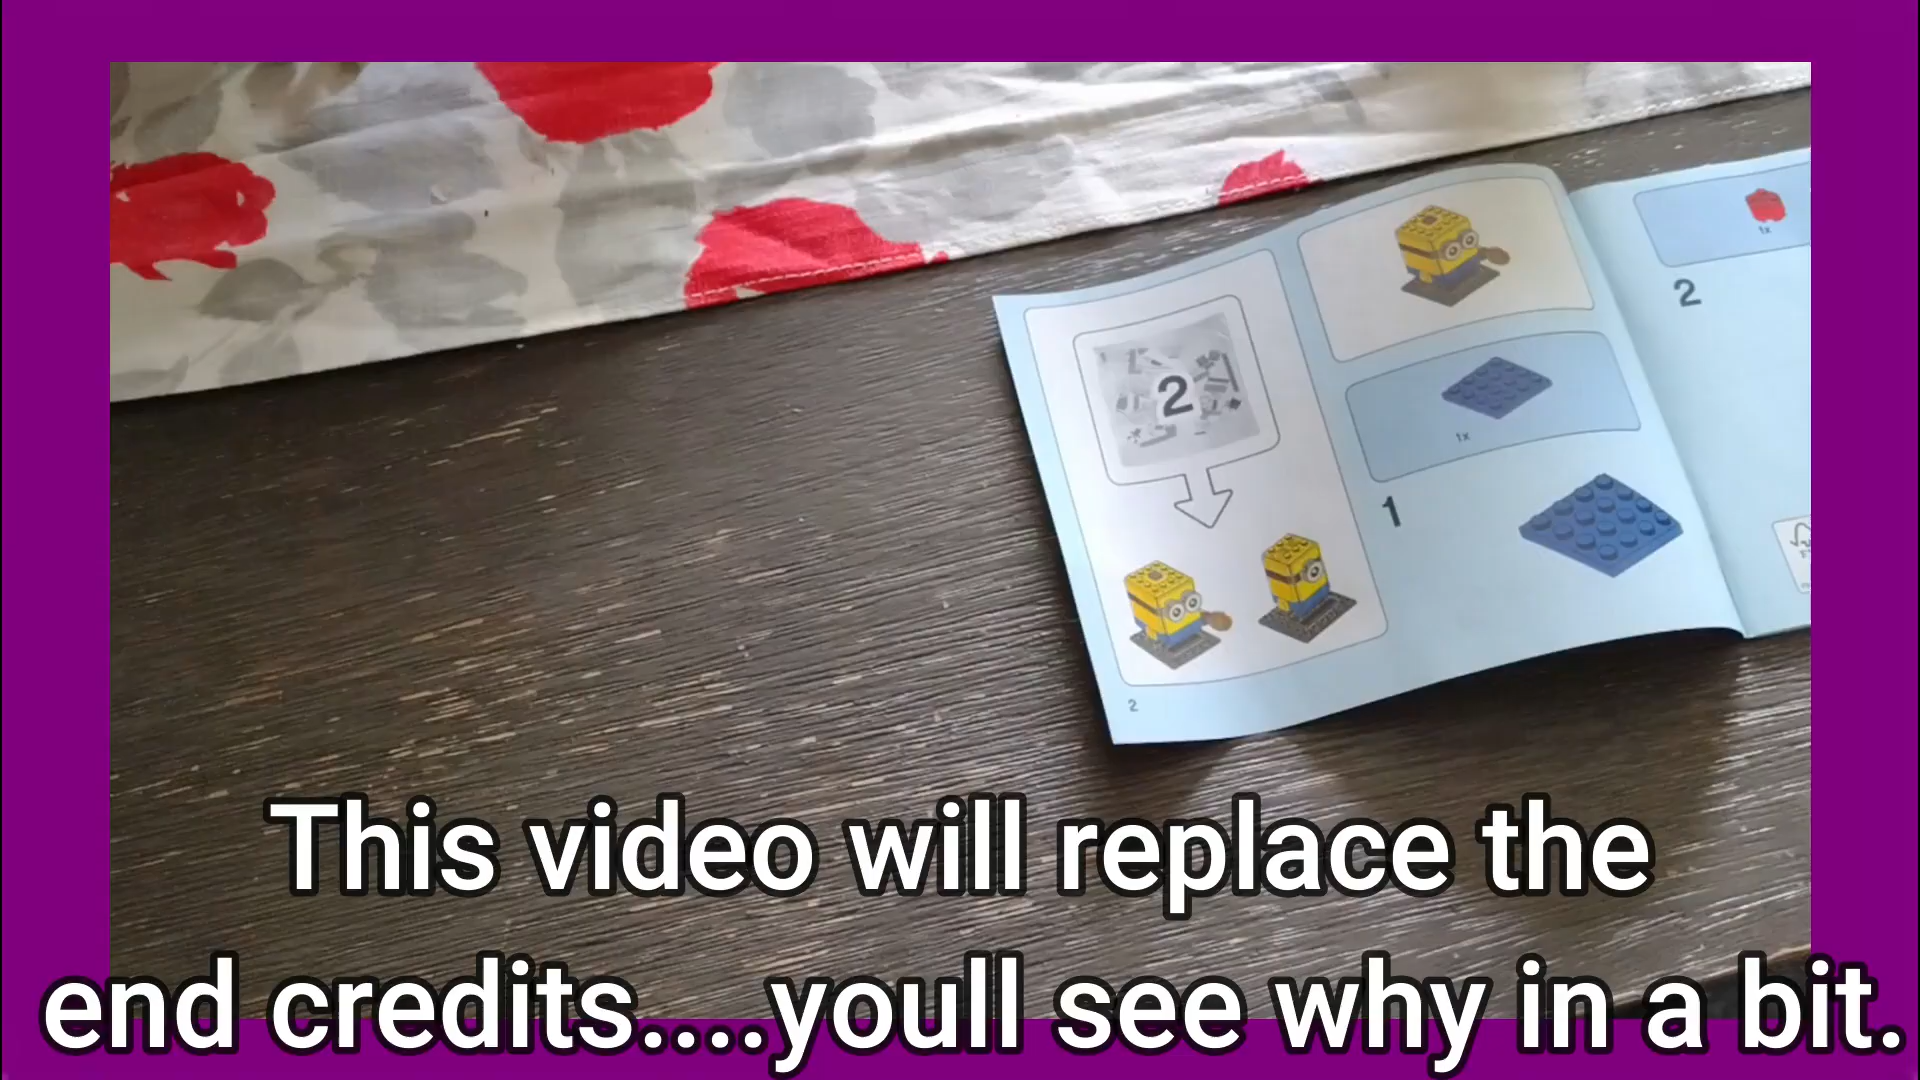 2
1x
1x
2
1
2
This video will replace the
end credits....youll see why in a bit.